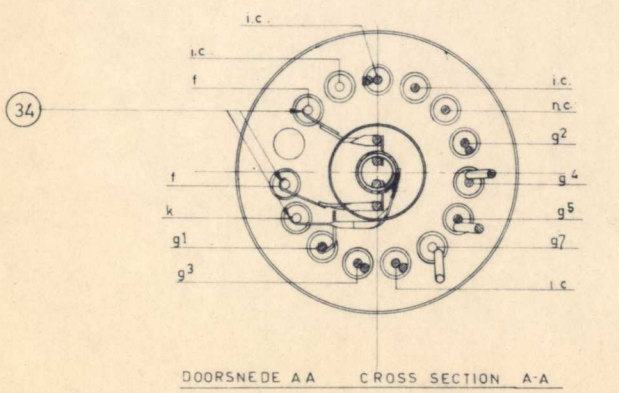 i.c.
i.c.
f
34
i.c.
n.c.
g2
g4
f
k
g5
g1
g7
g3
i.c
DOORSNEDE AA CROSS SECTION A-A